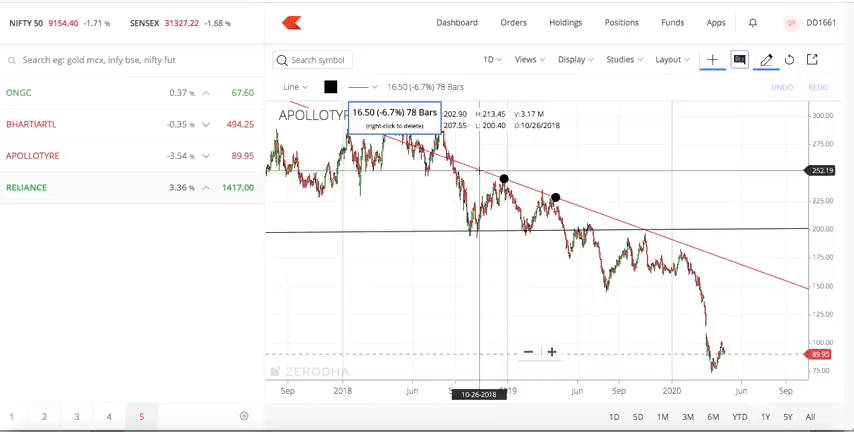 NIFTY 50 9154.40 -1.71 % SENSEX 31327.22 -1.68 %
Dashboard Orders Holdings Positions Funds Apps DP DD1661
Search eg: gold mcx, infy bse, nifty fut
ONGC 0.37 % 67.60
BHARTIARTL -0.35 % 494.25
APOLLOTYRE -3.54 % 89.95
RELIANCE 3.36 % 1417.00
1 2 3 4 5
Search symbol 1D Views Display Studies Layout
Line 16.50 (-6.7%) 78 Bars UNDO REDO
APOLLOTYR
16.50 (-6.7%) 78 Bars
(right-click to delete)
202.90 H:213.45 V:3.17 M
207.55 L: 200.40 D:10/26/2018
300.00
252.19
225.00
200.00
175.00
150.00
125.00
100.00
89.95
75.00
ZERODHA
Sep 2018 Jun 2019 Jun Sep 2020 Jun Sep
10-26-2018
1D 5D 1M 3M 6M YTD 1Y 5Y All